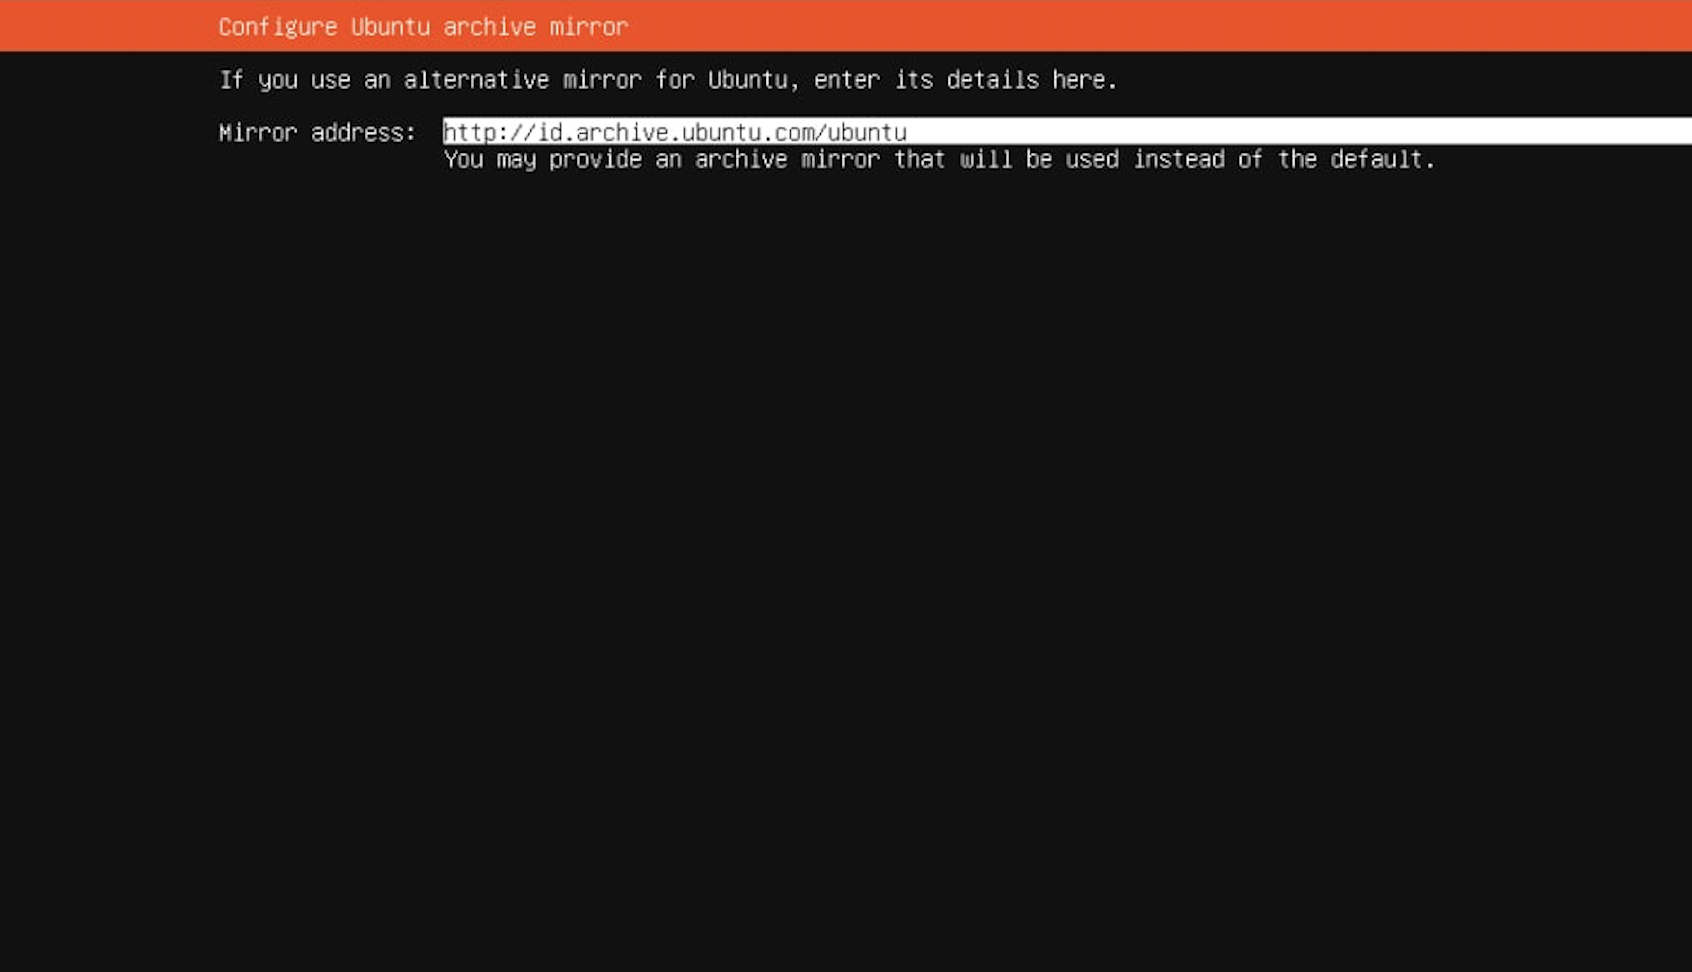 Configure Ubuntu archive mirror
If you use an alternative mirror for Ubuntu, enter its details here.
Mirror address: http://id.archive.ubuntu.com/ubuntu
You may provide an archive mirror that will be used instead of the default.